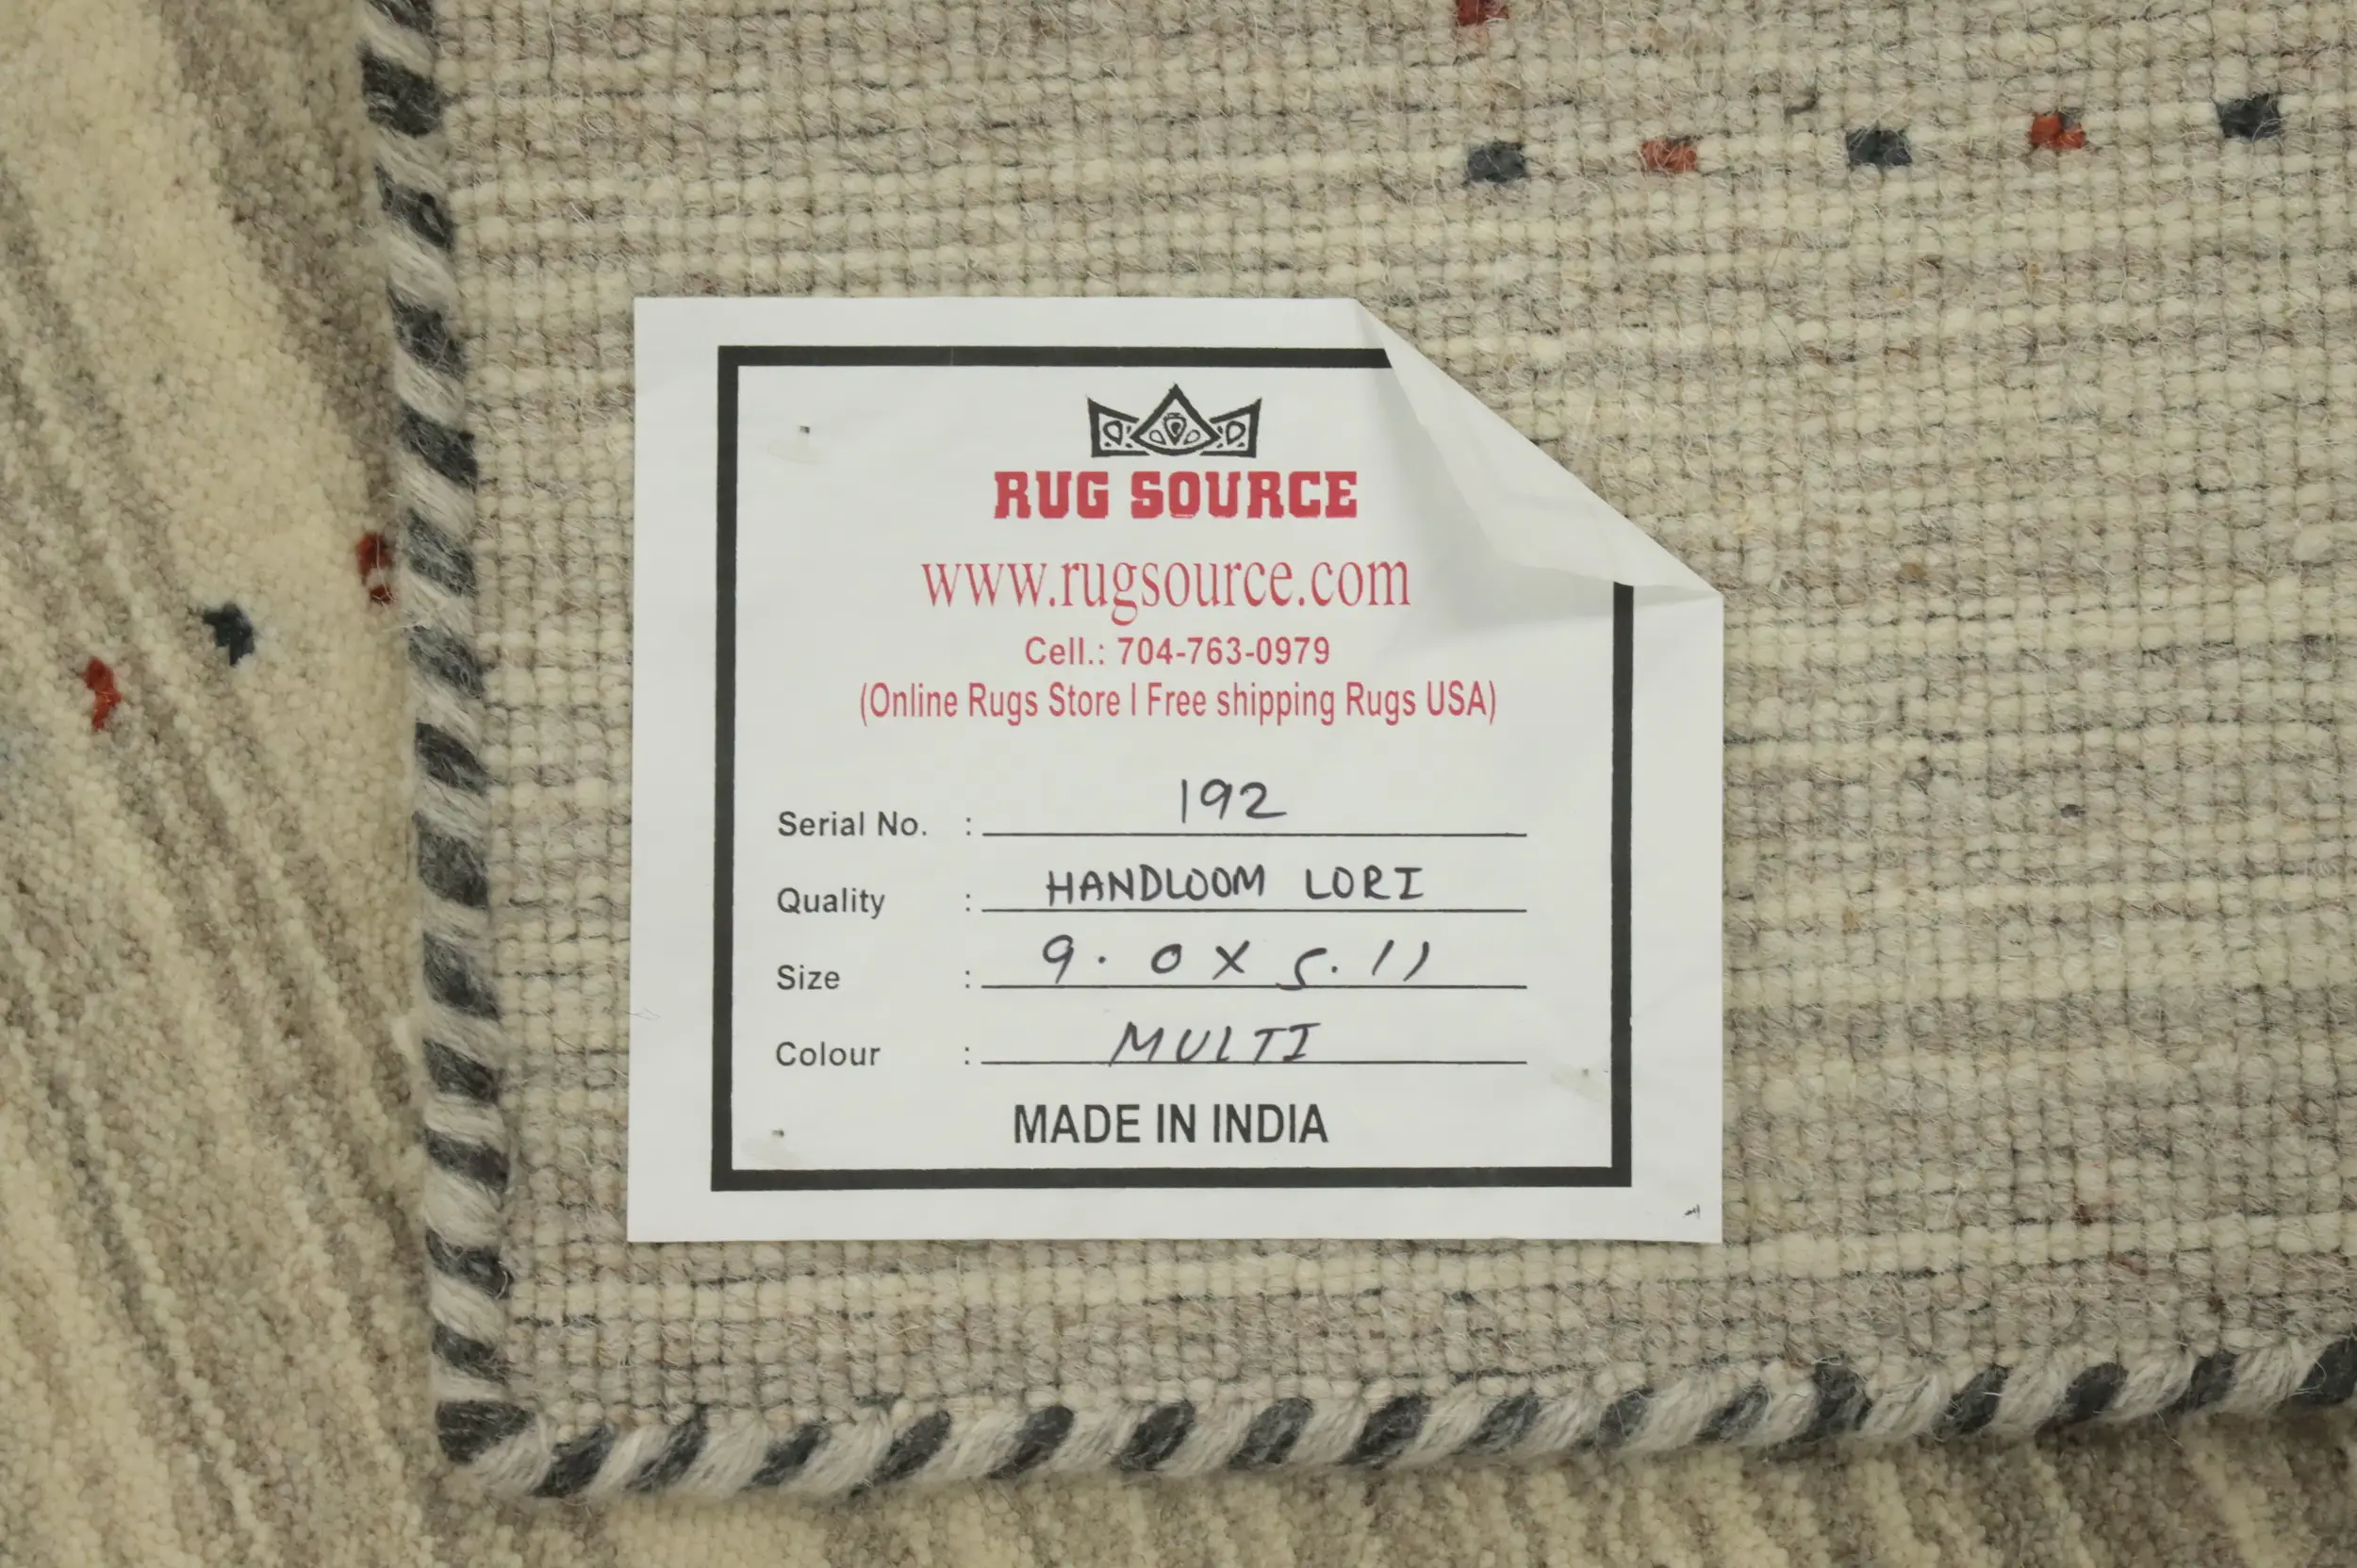 RUG SOURCE
www.rugsource.com
Cell.: 704-763-0979
(Online Rugs Store | Free shipping Rugs USA)
Serial No. : 192
Quality : HANDLOOM LORI
Size : 9.0 X 5.11
Colour : MULTI
MADE IN INDIA